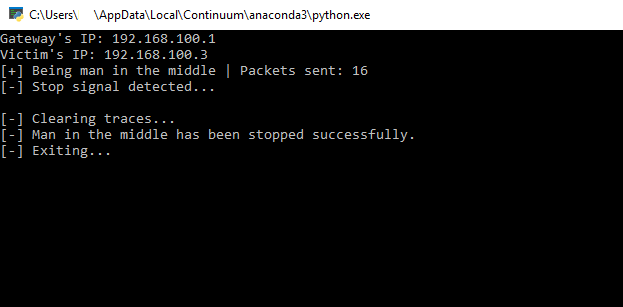 C:\Users\ \AppData\Local\Continuum\anaconda3\python.exe
Gateway's IP: 192.168.100.1
Victim's IP: 192.168.100.3
[+] Being man in the middle | Packets sent: 16
[-] Stop signal detected...
[-] Clearing traces...
[-] Man in the middle has been stopped successfully.
[-] Exiting...